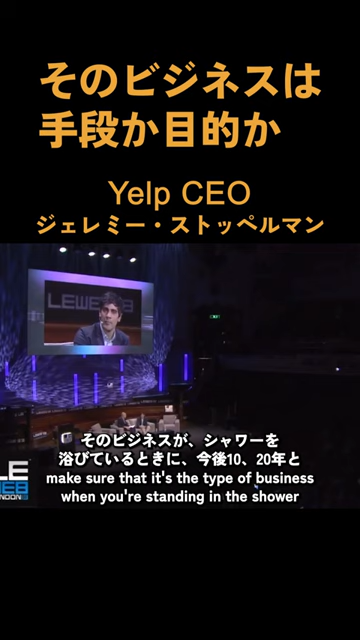 そのビジネスは
手段か目的か
Yelp CEO
ジェレミー・ストッペルマン
LEWEB
そのビジネスが、シャワーを
浴びているときに、今後10、20年と
make sure that it's the type of business
when you're standing in the shower